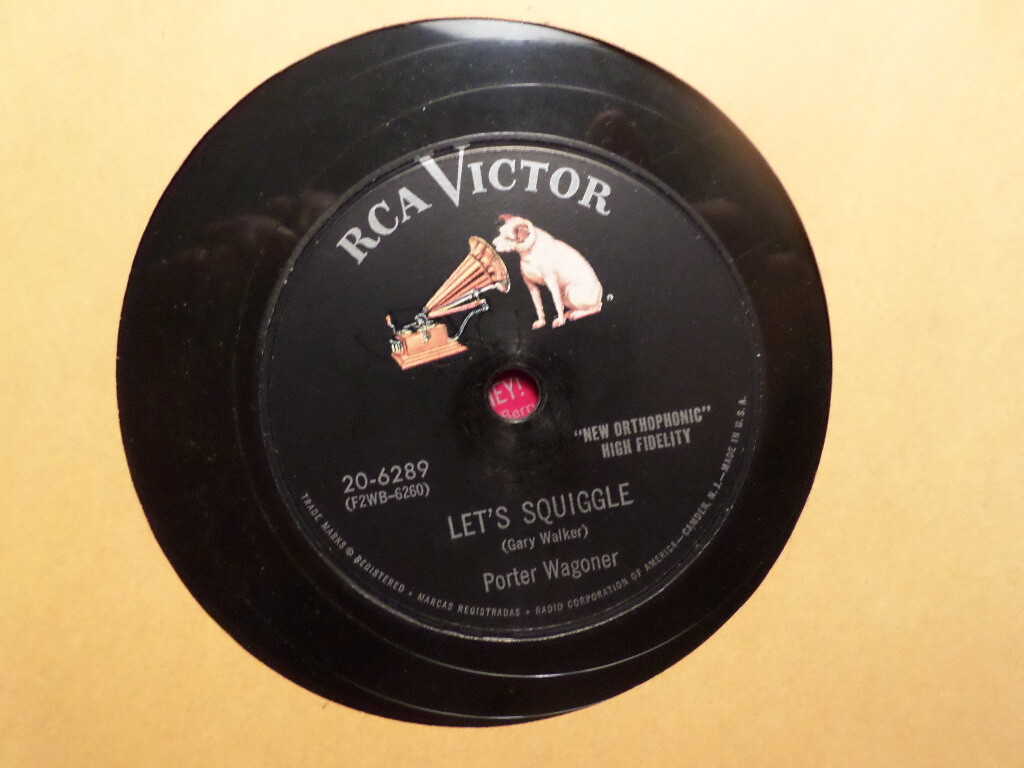 RCA VICTOR
EY!
"NEW ORTHOPHONIC"
HIGH FIDELITY
20-6289
(F2WB-6260)
LET'S SQUIGGLE
(Gary Walker)
Porter Wagoner
TRADE MARKS ® REGISTERED • MARCAS REGISTRADAS • RADIO CORPORATION OF AMERICA—CAMDEN, N.J.—MADE IN U.S.A.